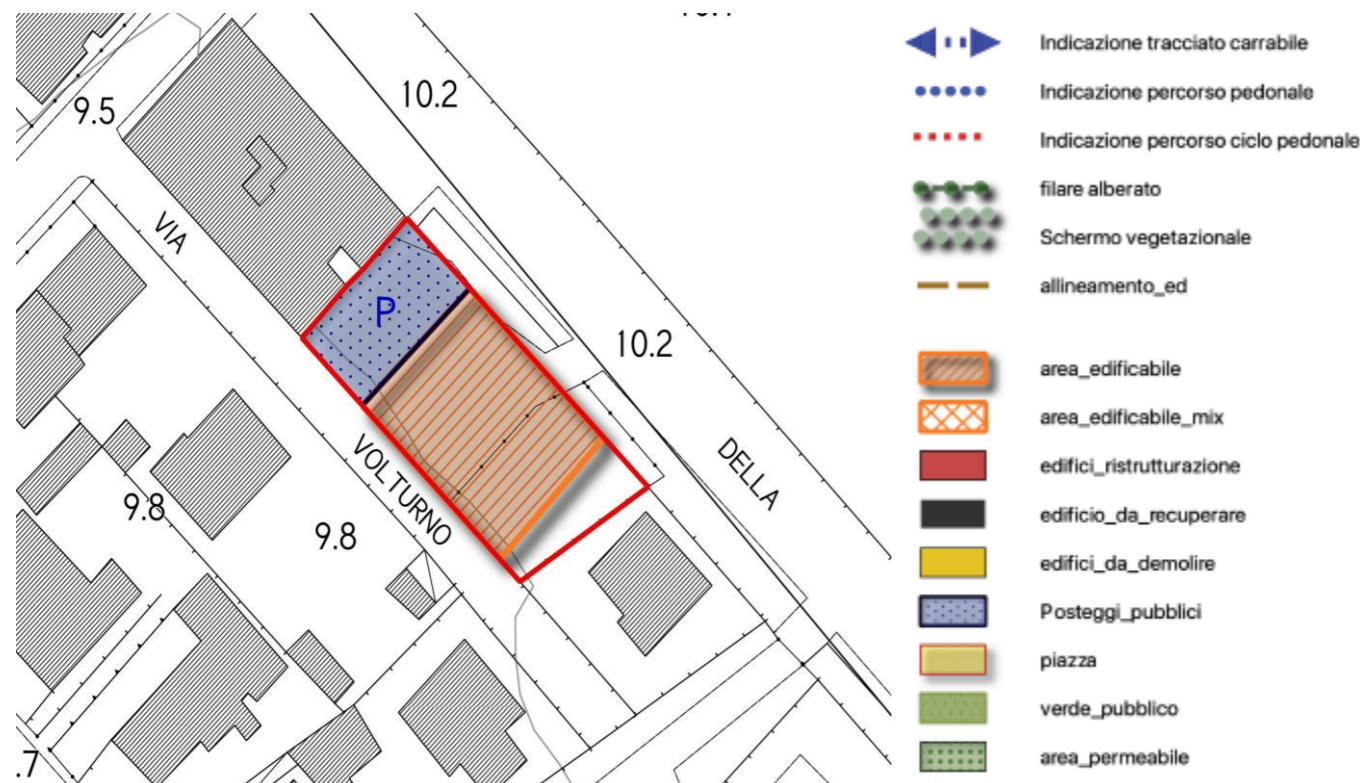 10.2
9.5
VIA
P
10.2
DELLA
VOLTURNO
9.8
9.8
.7
Indicazione tracciato carrabile
Indicazione percorso pedonale
Indicazione percorso ciclo pedonale
filare alberato
Schermo vegetazionale
allineamento_ed
area_edificabile
area_edificabile_mix
edifici_ristrutturazione
edificio_da_recuperare
edifici_da_demolire
Posteggi_pubblici
piazza
verde_pubblico
area_permeabile